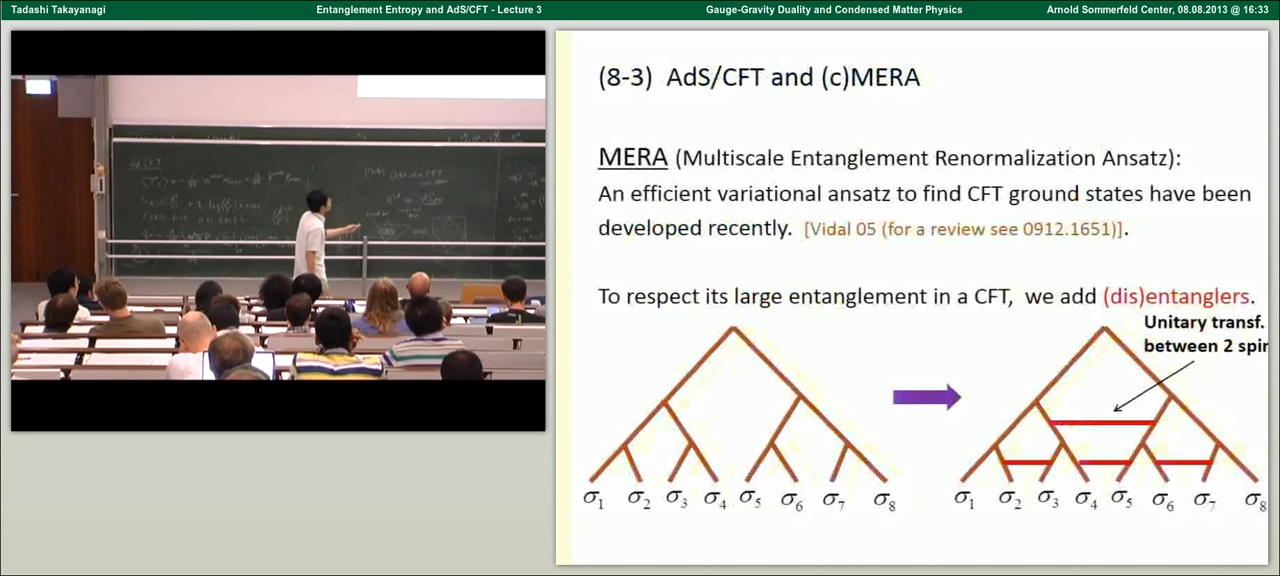 Tadashi Takayanagi
Entanglement Entropy and AdS/CFT - Lecture 3
Gauge-Gravity Duality and Condensed Matter Physics
Arnold Sommerfeld Center, 08.08.2013 @ 16:33
(8-3) AdS/CFT and (c)MERA
MERA (Multiscale Entanglement Renormalization Ansatz):
An efficient variational ansatz to find CFT ground states have been
developed recently. [Vidal 05 (for a review see 0912.1651)].
To respect its large entanglement in a CFT, we add (dis)entanglers.
Unitary transf.
between 2 spir
σ1 σ2 σ3 σ4 σ5 σ6 σ7 σ8
σ1 σ2 σ3 σ4 σ5 σ6 σ7 σ8